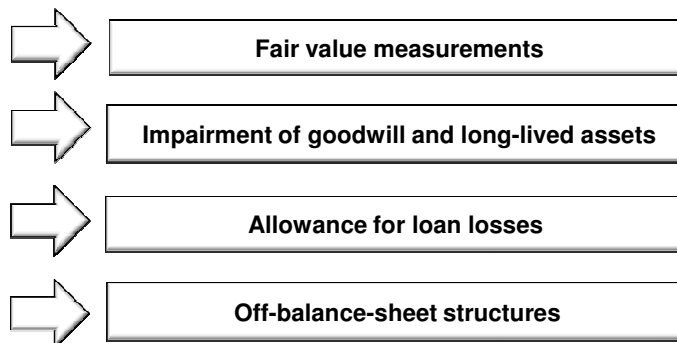 Fair value measurements
Impairment of goodwill and long-lived assets
Allowance for loan losses
Off-balance-sheet structures